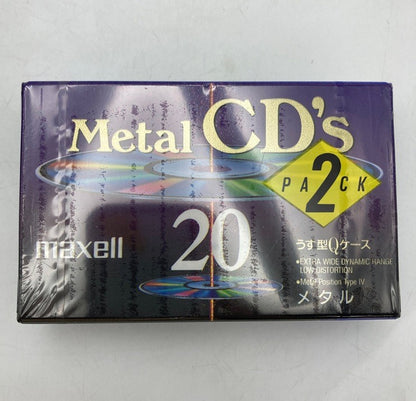 Metal CD's
2
PACK
maxell
20
うす型Qケース
•EXTRA WIDE DYNAMIC RANGE
LOW DISTORTION
•Metal Position Type IV
メタル